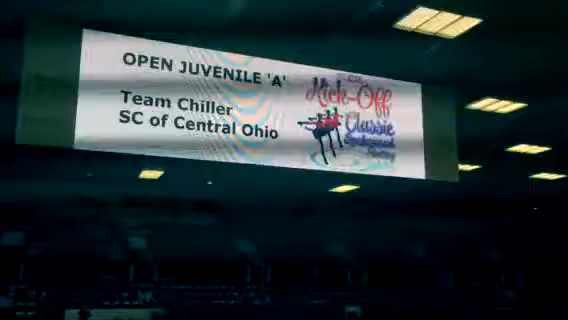 OPEN JUVENILE 'A'
Team Chiller
SC of Central Ohio
Kick-Off
Classic